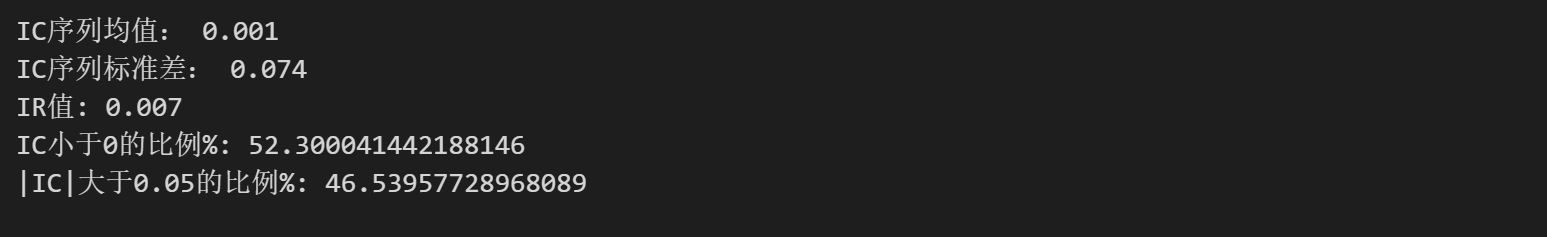 IC序列均值： 0.001
IC序列标准差： 0.074
IR值: 0.007
IC小于0的比例%: 52.300041442188146
|IC|大于0.05的比例%: 46.53957728968089